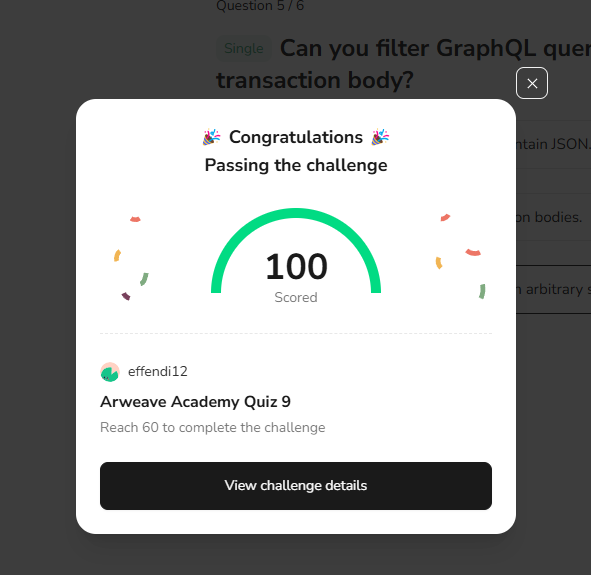 Question 5 / 6
Single Can you filter GraphQL quer
transaction body?
ntain JSON.
🎉 Congratulations 🎉
Passing the challenge
on bodies.
100
Scored
n arbitrary s
effendi12
Arweave Academy Quiz 9
Reach 60 to complete the challenge
View challenge details